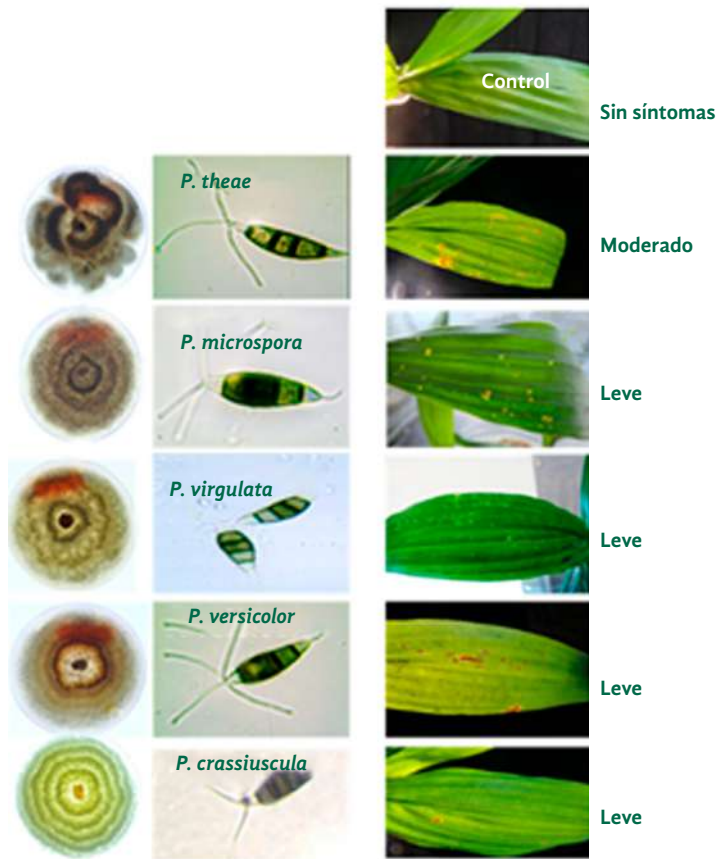 Control
Sin síntomas
P. theae
Moderado
P. microspora
Leve
P. virgulata
Leve
P. versicolor
Leve
P. crassiuscula
Leve